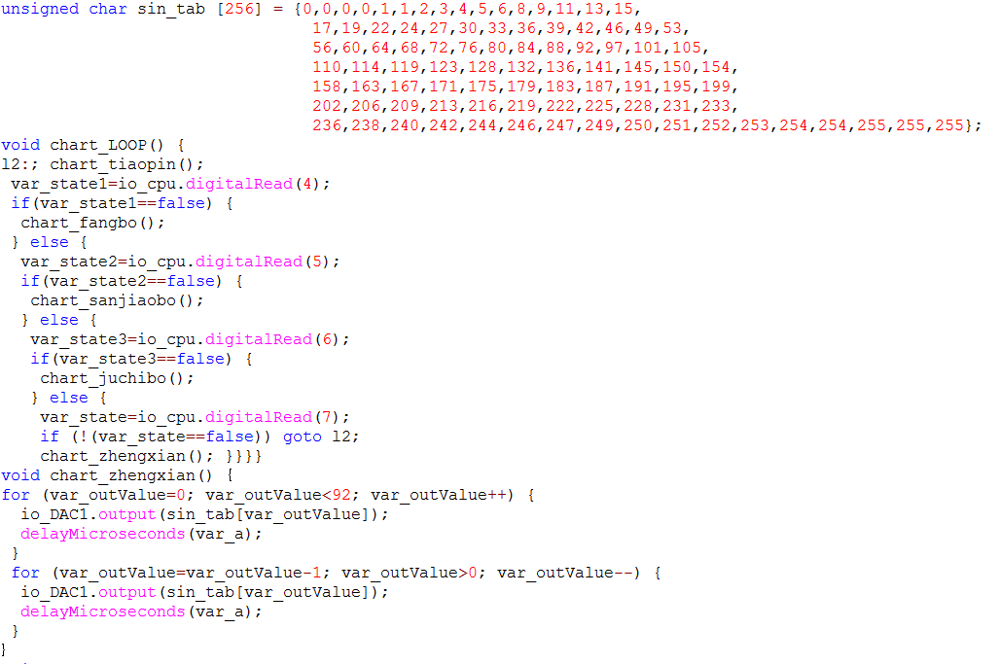 unsigned char sin_tab [256] = {0,0,0,0,1,1,2,3,4,5,6,8,9,11,13,15,
17,19,22,24,27,30,33,36,39,42,46,49,53,
56,60,64,68,72,76,80,84,88,92,97,101,105,
110,114,119,123,128,132,136,141,145,150,154,
158,163,167,171,175,179,183,187,191,195,199,
202,206,209,213,216,219,222,225,228,231,233,
236,238,240,242,244,246,247,249,250,251,252,253,254,254,255,255,255};
void chart_LOOP() {
l2:; chart_tiaopin();
var_state1=io_cpu.digitalRead(4);
if(var_state1==false) {
chart_fangbo();
} else {
var_state2=io_cpu.digitalRead(5);
if(var_state2==false) {
chart_sanjiaobo();
} else {
var_state3=io_cpu.digitalRead(6);
if(var_state3==false) {
chart_juchibo();
} else {
var_state=io_cpu.digitalRead(7);
if (!(var_state==false)) goto l2;
chart_zhengxian(); }}}}
void chart_zhengxian() {
for (var_outValue=0; var_outValue<92; var_outValue++) {
io_DAC1.output(sin_tab[var_outValue]);
delayMicroseconds(var_a);
}
for (var_outValue=var_outValue-1; var_outValue>0; var_outValue--) {
io_DAC1.output(sin_tab[var_outValue]);
delayMicroseconds(var_a);
}
}